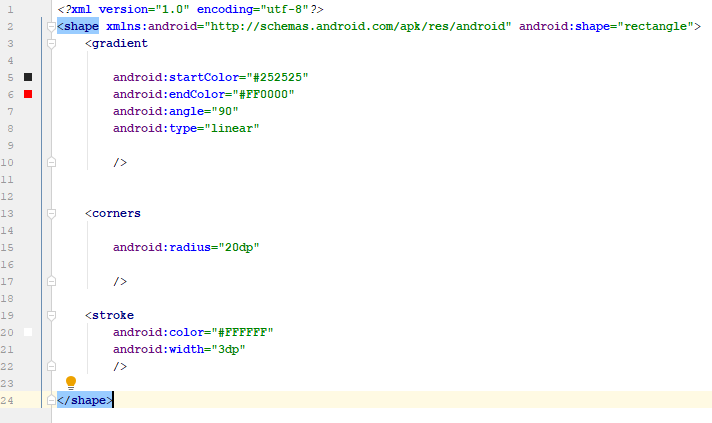 1 <?xml version="1.0" encoding="utf-8"?>
2 <shape xmlns:android="http://schemas.android.com/apk/res/android" android:shape="rectangle">
3 <gradient
4
5 android:startColor="#252525"
6 android:endColor="#FF0000"
7 android:angle="90"
8 android:type="linear"
9
10 />
11
12
13 <corners
14
15 android:radius="20dp"
16
17 />
18
19 <stroke
20 android:color="#FFFFFF"
21 android:width="3dp"
22 />
23
24 </shape>